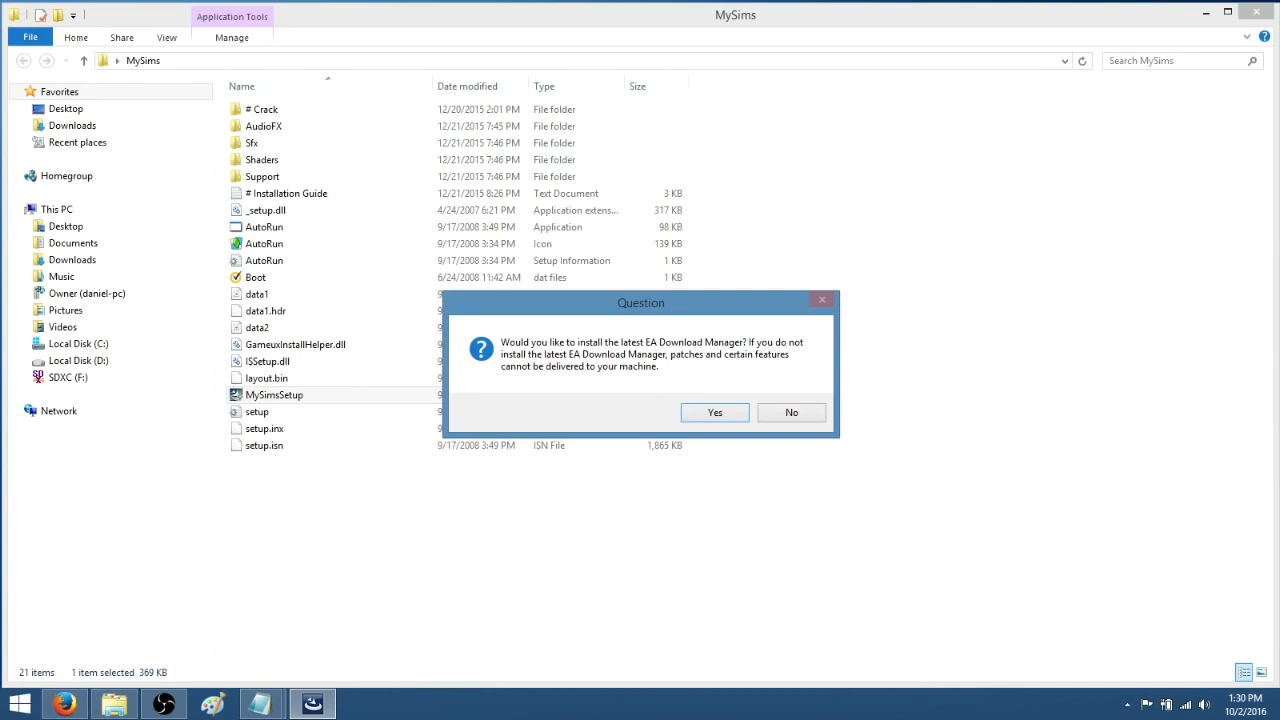 Application Tools
MySims
File Home Share View Manage
MySims
Search MySims
Name Date modified Type Size
Favorites
Desktop
Downloads
Recent places
Homegroup
This PC
Desktop
Documents
Downloads
Music
Owner (daniel-pc)
Pictures
Videos
Local Disk (C:)
Local Disk (D:)
SDXC (F:)
Network
# Crack 12/20/2015 2:01 PM File folder
AudioFX 12/21/2015 7:45 PM File folder
Sfx 12/21/2015 7:46 PM File folder
Shaders 12/21/2015 7:46 PM File folder
Support 12/21/2015 7:46 PM File folder
# Installation Guide 12/21/2015 8:26 PM Text Document 3 KB
_setup.dll 4/24/2007 6:21 PM Application extens... 317 KB
AutoRun 9/17/2008 3:49 PM Application 98 KB
AutoRun 9/17/2008 3:34 PM Icon 139 KB
AutoRun 9/17/2008 3:34 PM Setup Information 1 KB
Boot 6/24/2008 11:42 AM dat files 1 KB
data1
data1.hdr
data2
GameuxInstallHelper.dll
ISSetup.dll
layout.bin
MySimsSetup
setup
setup.inx
setup.isn 9/17/2008 3:49 PM ISN File 1,865 KB
Question
Would you like to install the latest EA Download Manager? If you do not
install the latest EA Download Manager, patches and certain features
cannot be delivered to your machine.
Yes No
21 items 1 item selected 369 KB
1:30 PM
10/2/2016